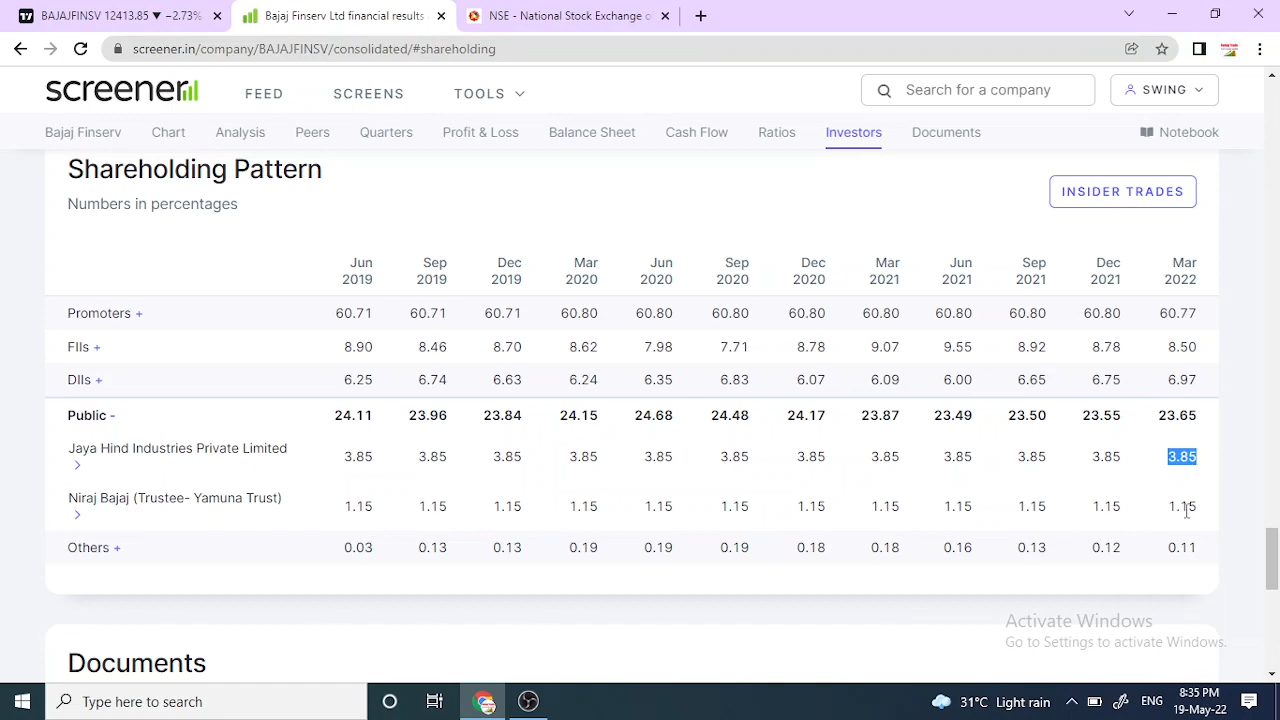 BAJAJFINSV 12413.85 ▼ −2.73%
Bajaj Finserv Ltd financial results
NSE - National Stock Exchange o
screener.in/company/BAJAJFINSV/consolidated/#shareholding
screener
FEED SCREENS TOOLS
Search for a company
SWING
Bajaj Finserv Chart Analysis Peers Quarters Profit & Loss Balance Sheet Cash Flow Ratios Investors Documents Notebook
Shareholding Pattern
INSIDER TRADES
Numbers in percentages
Jun Sep Dec Mar Jun Sep Dec Mar Jun Sep Dec Mar
2019 2019 2019 2020 2020 2020 2020 2021 2021 2021 2021 2022
Promoters + 60.71 60.71 60.71 60.80 60.80 60.80 60.80 60.80 60.80 60.80 60.80 60.77
FIIs + 8.90 8.46 8.70 8.62 7.98 7.71 8.78 9.07 9.55 8.92 8.78 8.50
DIIs + 6.25 6.74 6.63 6.24 6.35 6.83 6.07 6.09 6.00 6.65 6.75 6.97
Public - 24.11 23.96 23.84 24.15 24.68 24.48 24.17 23.87 23.49 23.50 23.55 23.65
Jaya Hind Industries Private Limited 3.85 3.85 3.85 3.85 3.85 3.85 3.85 3.85 3.85 3.85 3.85 3.85
Niraj Bajaj (Trustee- Yamuna Trust) 1.15 1.15 1.15 1.15 1.15 1.15 1.15 1.15 1.15 1.15 1.15 1.15
Others + 0.03 0.13 0.13 0.19 0.19 0.19 0.18 0.18 0.16 0.13 0.12 0.11
Activate Windows
Go to Settings to activate Windows.
Documents
Type here to search
31°C Light rain
ENG
8:35 PM
19-May-22